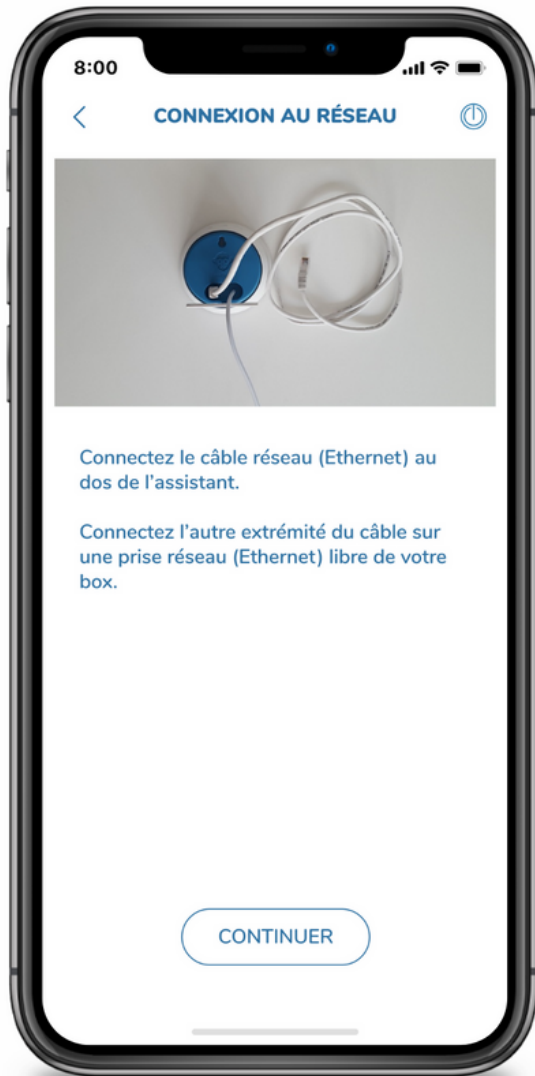 8:00
CONNEXION AU RÉSEAU
Connectez le câble réseau (Ethernet) au
dos de l’assistant.
Connectez l’autre extrémité du câble sur
une prise réseau (Ethernet) libre de votre
box.
CONTINUER